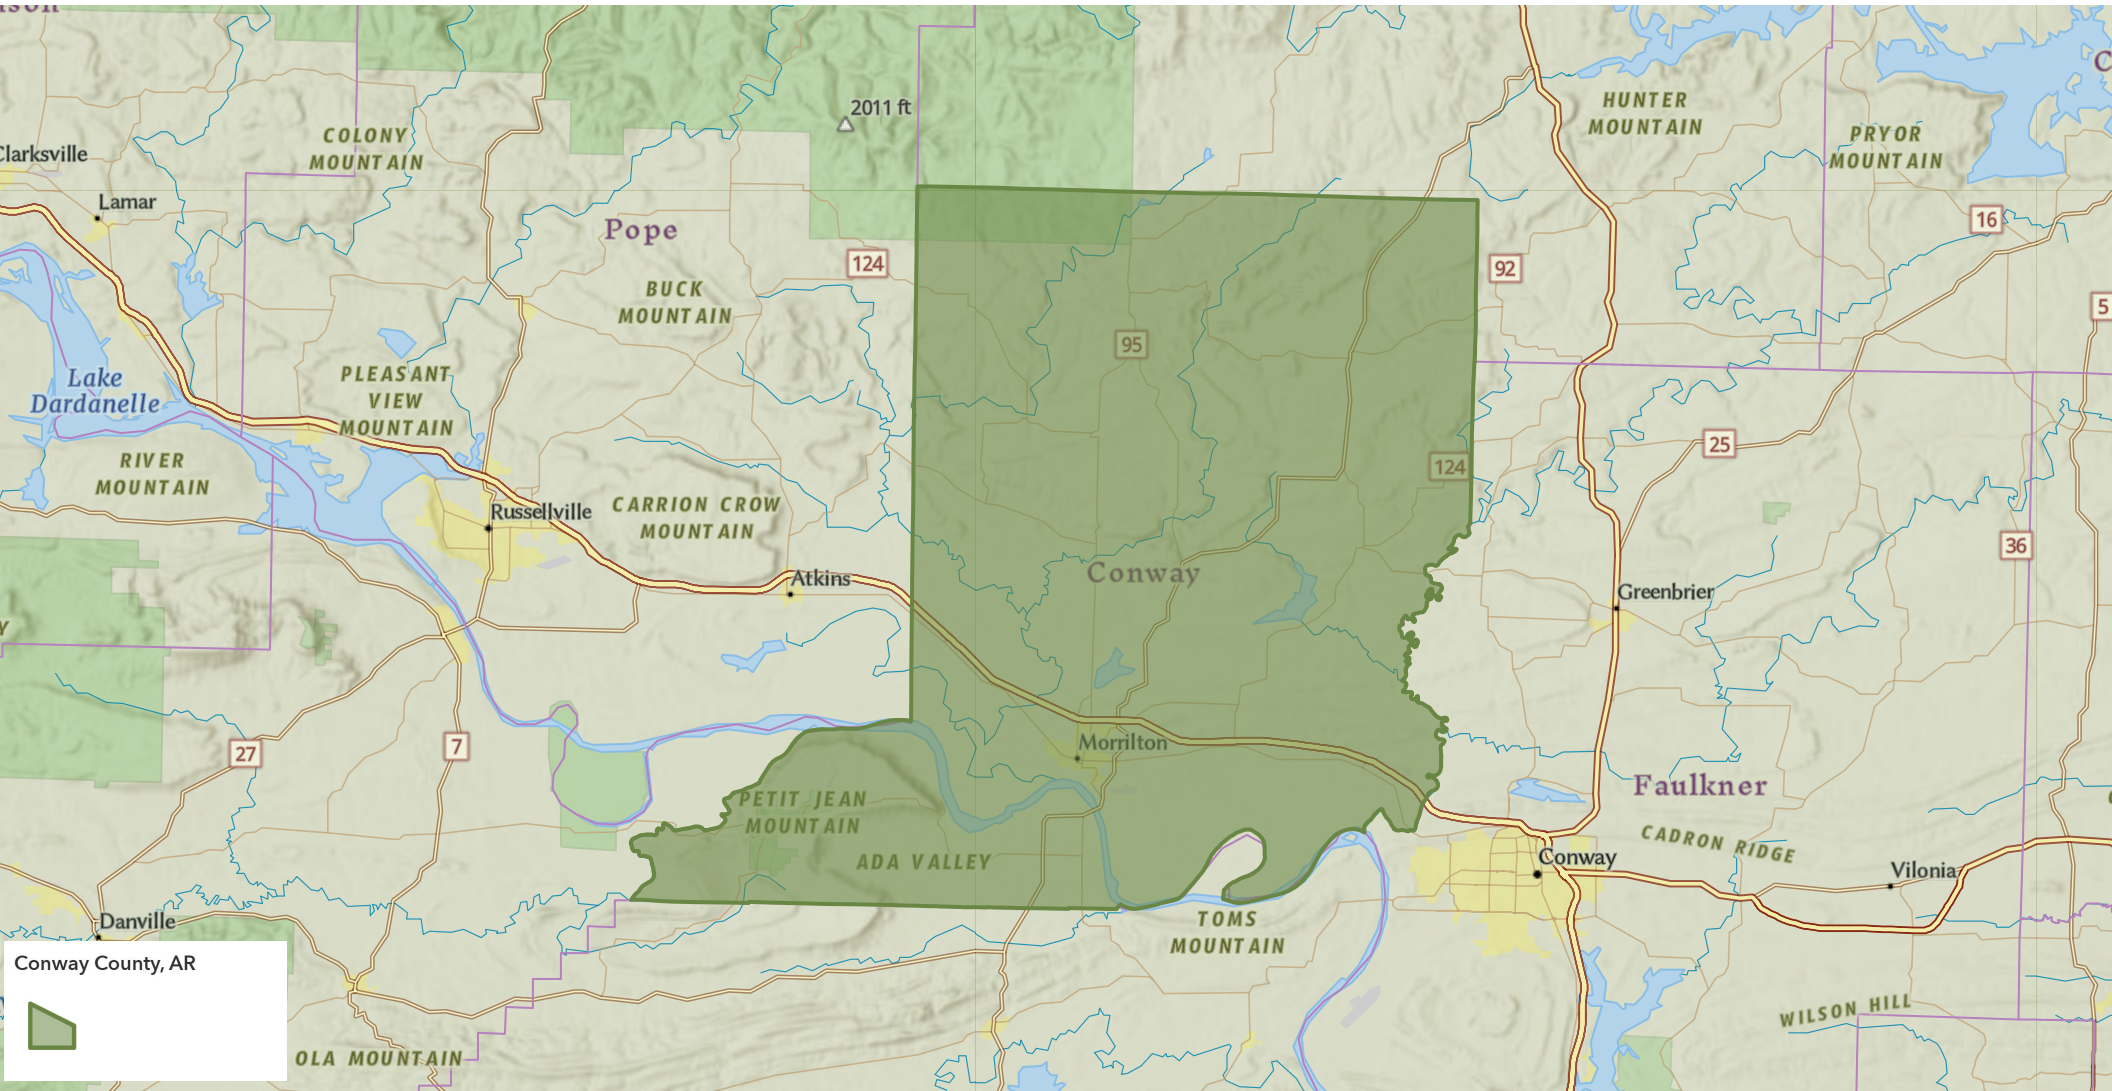 2011 ft
HUNTER
MOUNTAIN
COLONY
MOUNTAIN
PRYOR
MOUNTAIN
Clarksville
Lamar
Pope
16
124
92
BUCK
MOUNTAIN
5
95
Lake
Dardanelle
PLEASANT
VIEW
MOUNTAIN
25
124
RIVER
MOUNTAIN
Russellville
CARRION CROW
MOUNTAIN
36
Atkins
Conway
Greenbrier
27
7
Morrilton
Faulkner
PETIT JEAN
MOUNTAIN
ADA VALLEY
CADRON RIDGE
Conway
Vilonia
Danville
TOMS
MOUNTAIN
Conway County, AR
WILSON HILL
OLA MOUNTAIN